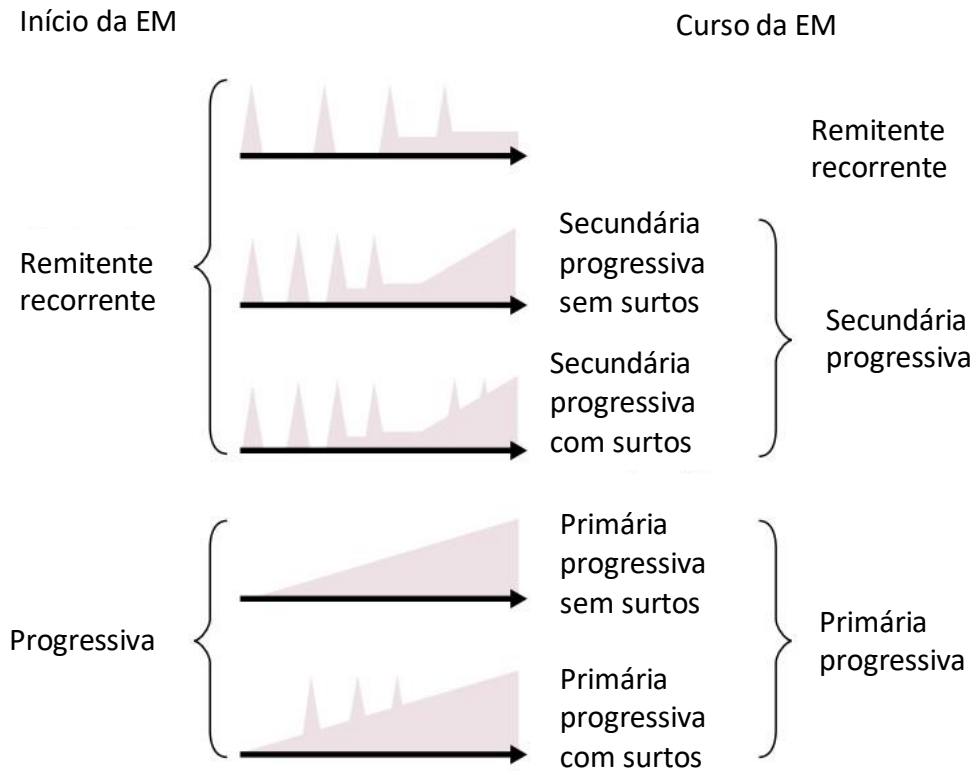 Início da EM
Curso da EM
Remitente
recorrente
Remitente
recorrente
Secundária
progressiva
sem surtos
Secundária
progressiva
com surtos
Secundária
progressiva
Progressiva
Primária
progressiva
sem surtos
Primária
progressiva
com surtos
Primária
progressiva